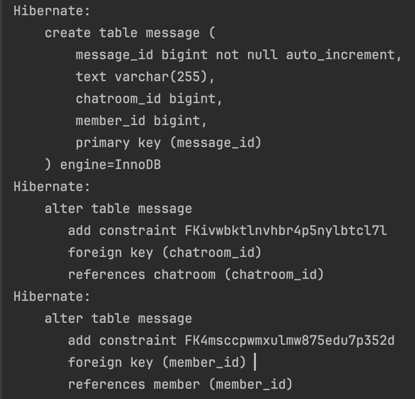 Hibernate:
    create table message (
        message_id bigint not null auto_increment,
        text varchar(255),
        chatroom_id bigint,
        member_id bigint,
        primary key (message_id)
    ) engine=InnoDB
Hibernate:
    alter table message
       add constraint FKivwbktlnvhbr4p5nylbtcl7l
       foreign key (chatroom_id)
       references chatroom (chatroom_id)
Hibernate:
    alter table message
       add constraint FK4msccpwmxulmw875edu7p352d
       foreign key (member_id)
       references member (member_id)